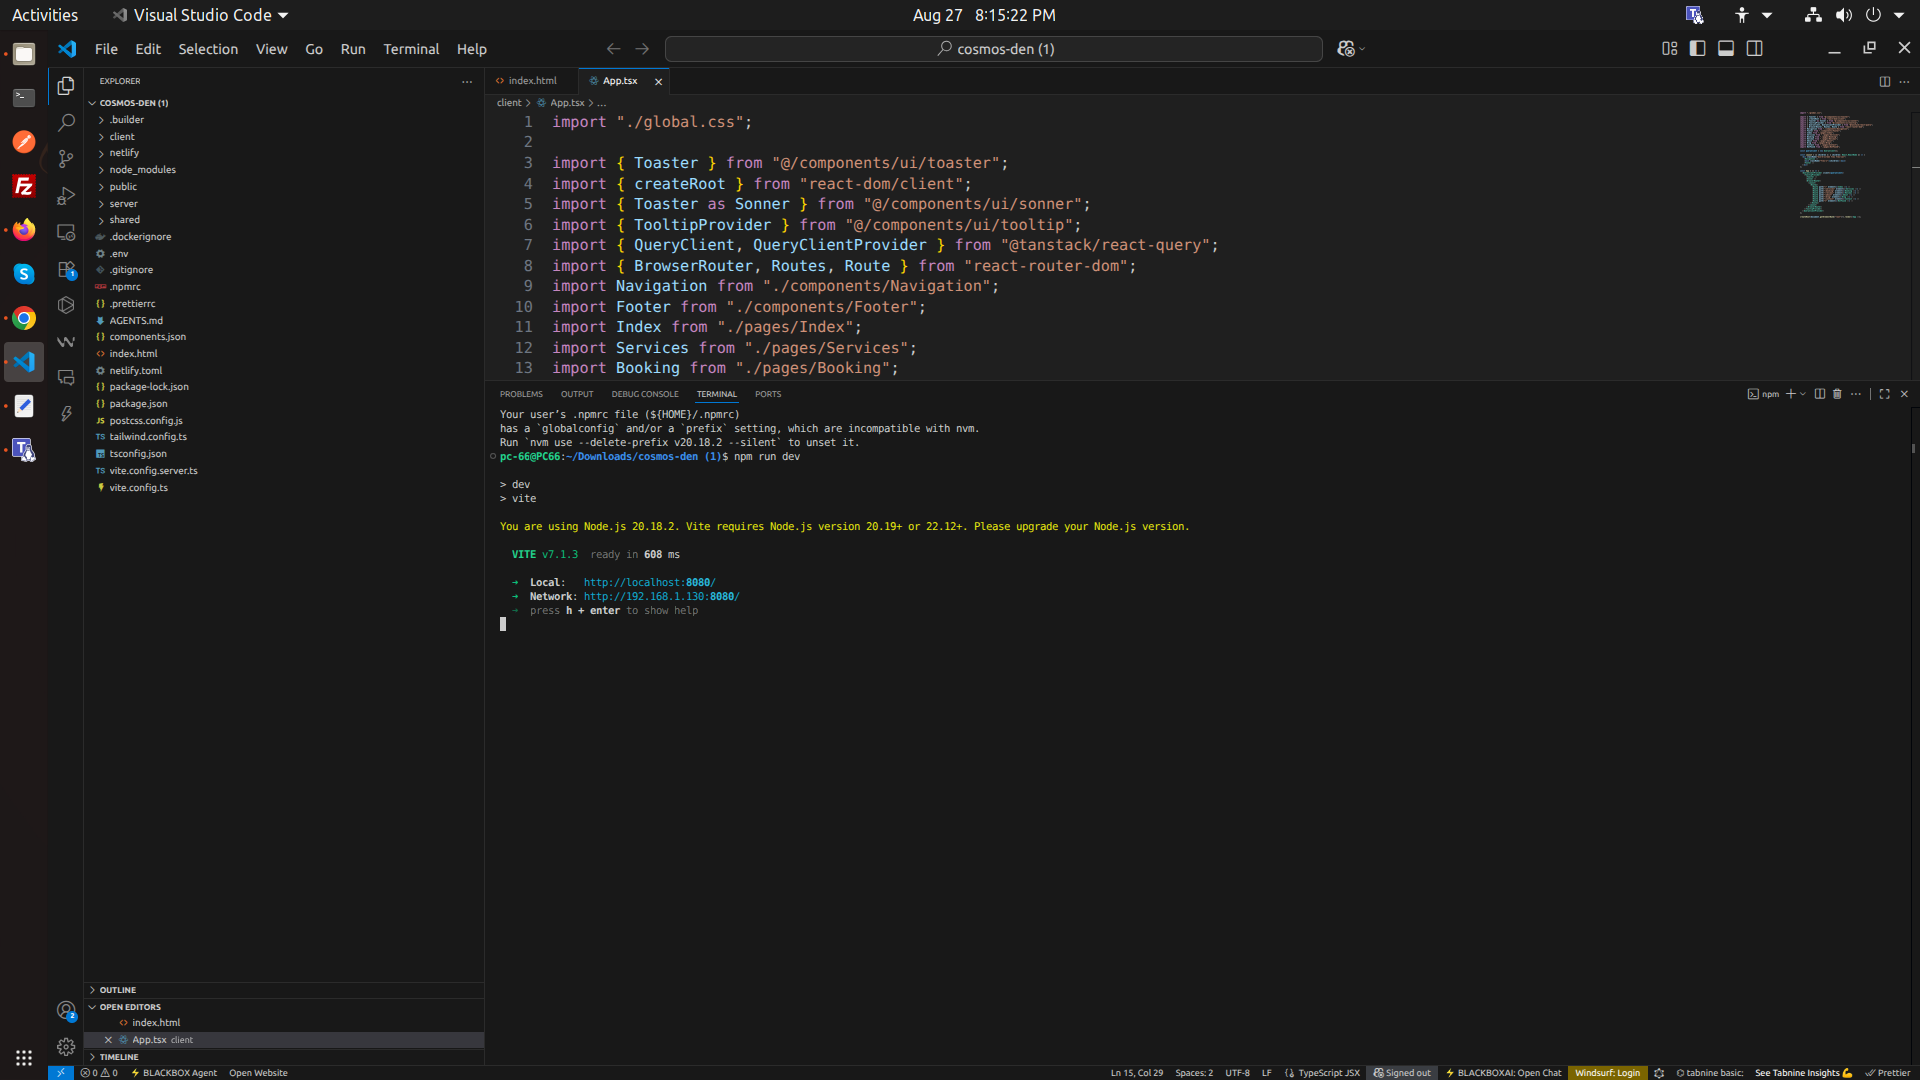 Activities
Visual Studio Code
Aug 27 8:15:22 PM
File Edit Selection View Go Run Terminal Help
cosmos-den (1)
EXPLORER
COSMOS-DEN (1)
.builder
client
netlify
node_modules
public
server
shared
.dockerignore
.env
.gitignore
.npmrc
.prettierrc
AGENTS.md
components.json
index.html
netlify.toml
package-lock.json
package.json
postcss.config.js
tailwind.config.ts
tsconfig.json
vite.config.server.ts
vite.config.ts
OUTLINE
OPEN EDITORS
index.html
App.tsx client
TIMELINE
index.html App.tsx
client > App.tsx > ...
1 import "./global.css";
2
3 import { Toaster } from "@/components/ui/toaster";
4 import { createRoot } from "react-dom/client";
5 import { Toaster as Sonner } from "@/components/ui/sonner";
6 import { TooltipProvider } from "@/components/ui/tooltip";
7 import { QueryClient, QueryClientProvider } from "@tanstack/react-query";
8 import { BrowserRouter, Routes, Route } from "react-router-dom";
9 import Navigation from "./components/Navigation";
10 import Footer from "./components/Footer";
11 import Index from "./pages/Index";
12 import Services from "./pages/Services";
13 import Booking from "./pages/Booking";
PROBLEMS OUTPUT DEBUG CONSOLE TERMINAL PORTS
npm
Your user's .npmrc file (${HOME}/.npmrc)
has a `globalconfig` and/or a `prefix` setting, which are incompatible with nvm.
Run `nvm use --delete-prefix v20.18.2 --silent` to unset it.
pc-66@PC66:~/Downloads/cosmos-den (1)$ npm run dev
> dev
> vite
You are using Node.js 20.18.2. Vite requires Node.js version 20.19+ or 22.12+. Please upgrade your Node.js version.
VITE v7.1.3 ready in 608 ms
➜ Local: http://localhost:8080/
➜ Network: http://192.168.1.130:8080/
➜ press h + enter to show help
0 0 BLACKBOX Agent Open Website
Ln 15, Col 29 Spaces: 2 UTF-8 LF {} TypeScript JSX Signed out BLACKBOXAI: Open Chat Windsurf: Login tabnine basic: See Tabnine Insights Prettier